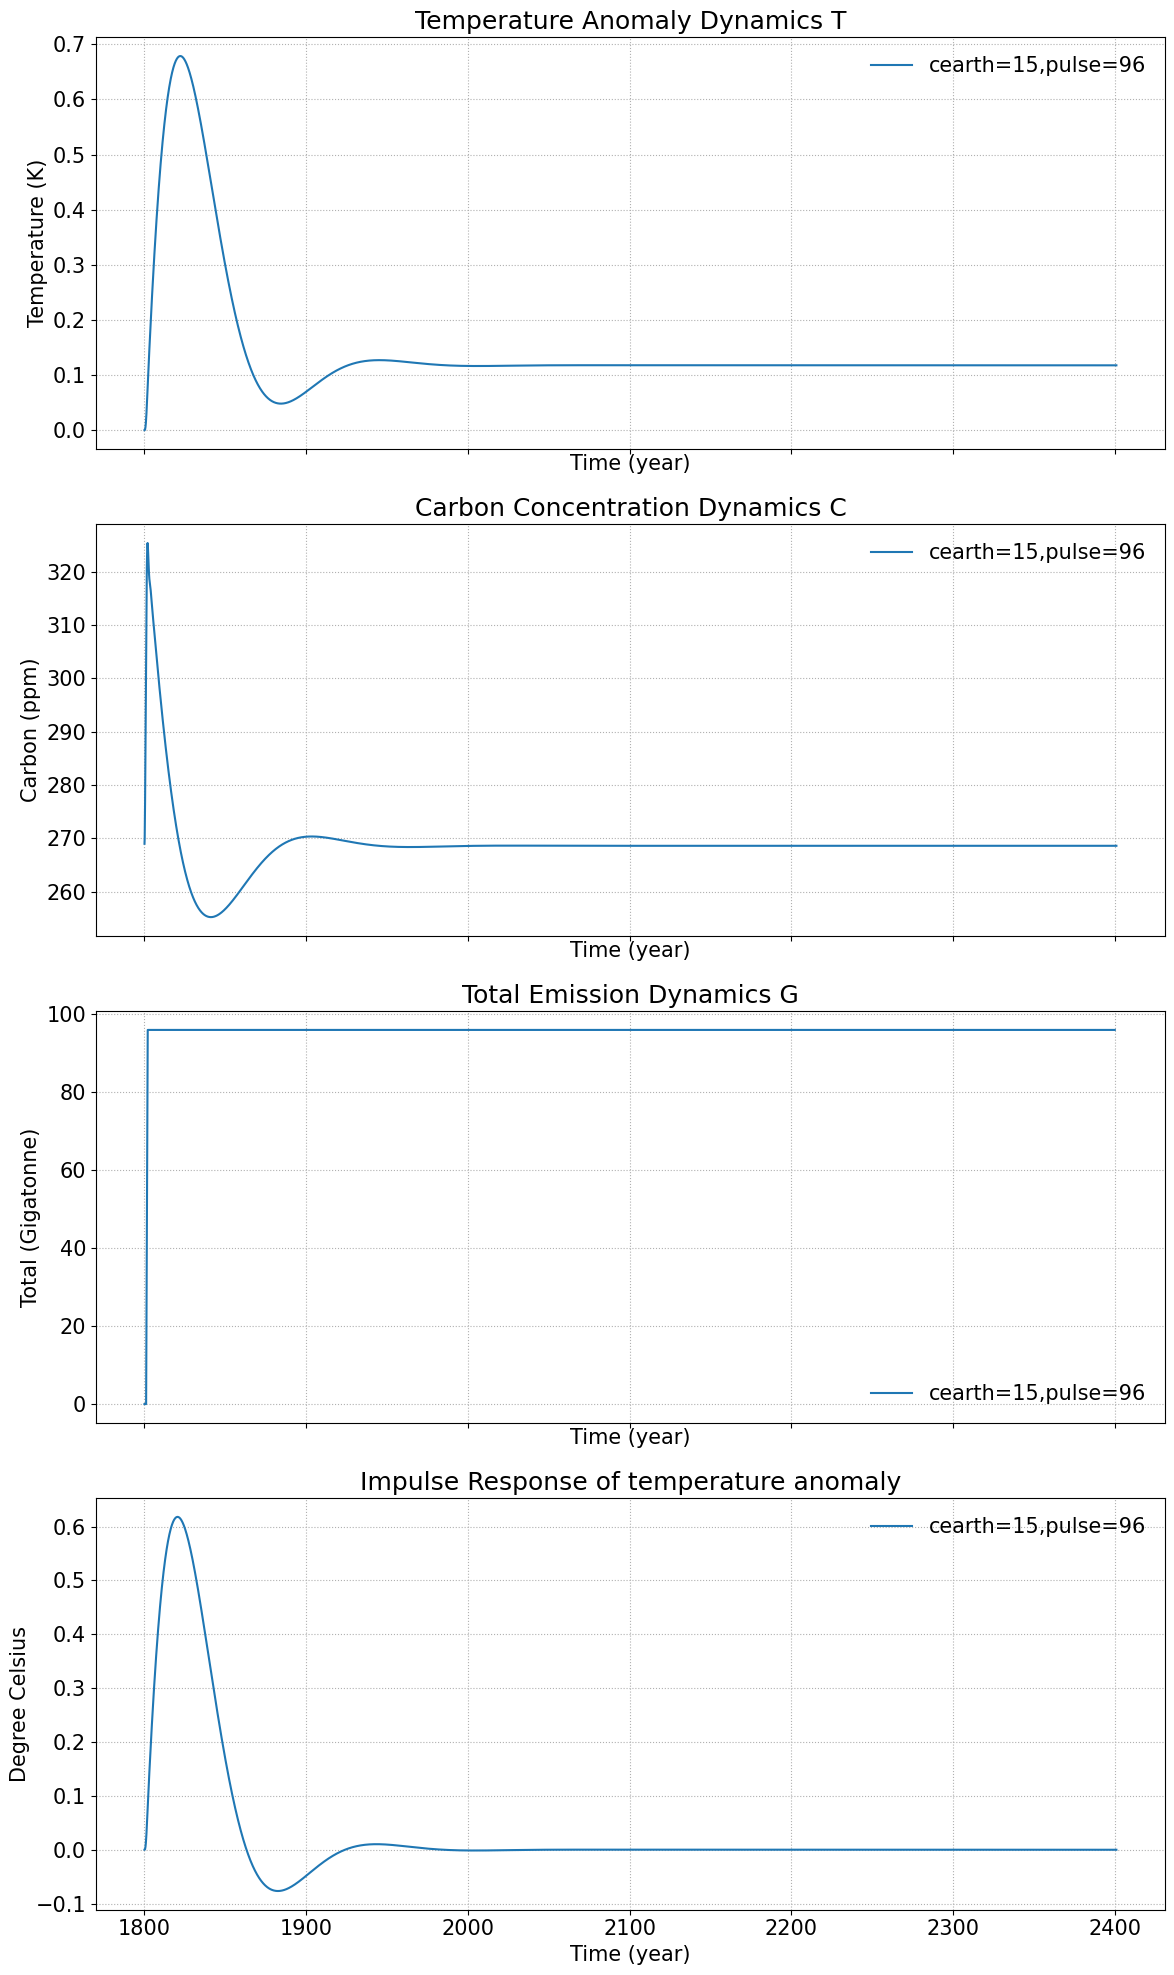 Temperature Anomaly Dynamics T
cearth=15,pulse=96
0.7
0.6
0.5
0.4
0.3
0.2
0.1
0.0
Temperature (K)
Time (year)
Carbon Concentration Dynamics C
cearth=15,pulse=96
320
310
300
290
280
270
260
Carbon (ppm)
Time (year)
Total Emission Dynamics G
100
80
60
40
20
0
Total (Gigatonne)
cearth=15,pulse=96
Time (year)
Impulse Response of temperature anomaly
cearth=15,pulse=96
0.6
0.5
0.4
0.3
0.2
0.1
0.0
−0.1
Degree Celsius
1800 1900 2000 2100 2200 2300 2400
Time (year)